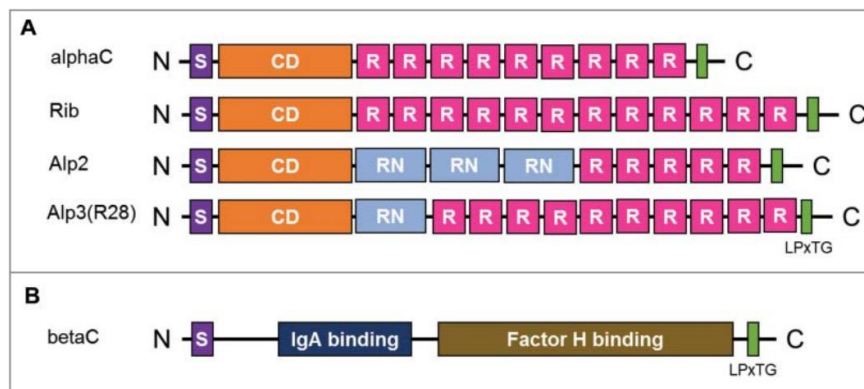 A
alphaC N S CD R R R R R R R R R C
Rib N S CD R R R R R R R R R R R R C
Alp2 N S CD RN RN RN R R R R R C
Alp3(R28) N S CD RN R R R R R R R R R R C
LPxTG
B
betaC N S IgA binding Factor H binding C
LPxTG